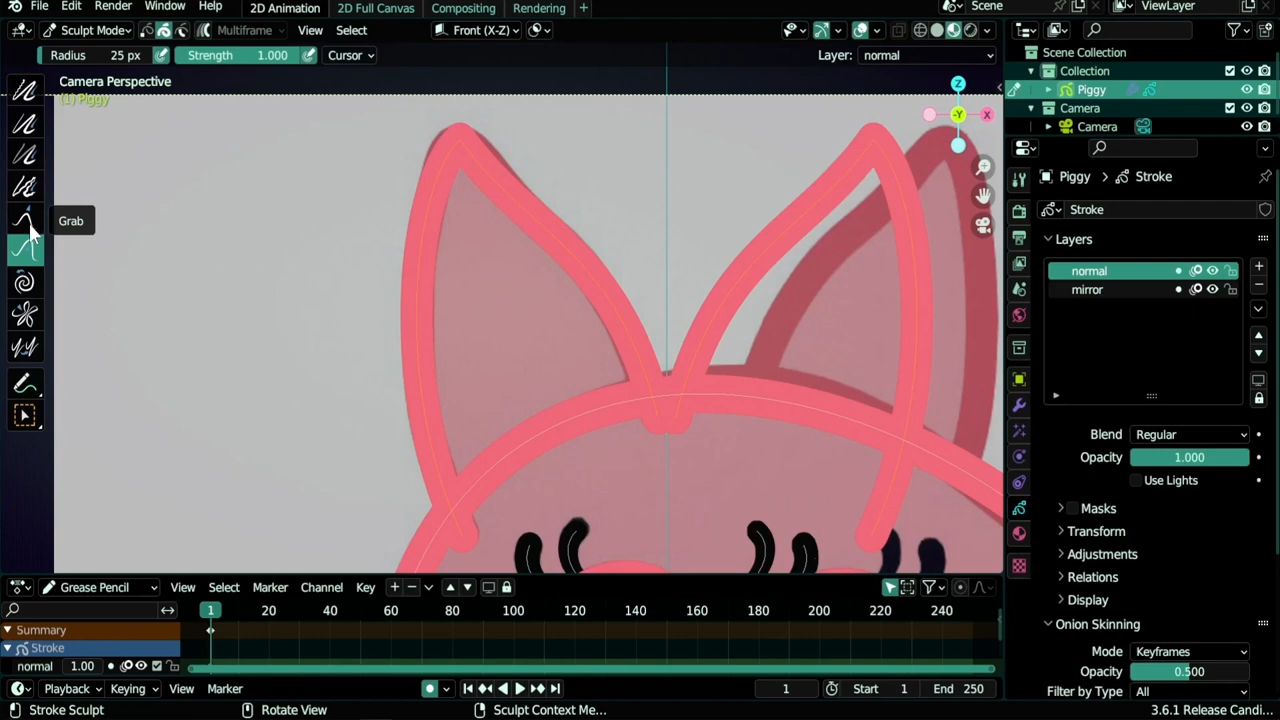 File Edit Render Window Help 2D Animation 2D Full Canvas Compositing Rendering + Scene ViewLayer
Sculpt Mode Multiframe View Select Front (X-Z)
Radius 25 px Strength 1.000 Cursor Layer: normal
Camera Perspective
(1) Piggy
Z
-Y X
Grab
Scene Collection
Collection
Piggy
Camera
Camera
Piggy > Stroke
Stroke
Layers
normal
mirror
Blend Regular
Opacity 1.000
Use Lights
Masks
Transform
Adjustments
Relations
Display
Onion Skinning
Mode Keyframes
Opacity 0.500
Filter by Type All
Grease Pencil View Select Marker Channel Key
1 20 40 60 80 100 120 140 160 180 200 220 240
Summary
Stroke
normal 1.00
Playback Keying View Marker 1 Start 1 End 250
Stroke Sculpt Rotate View Sculpt Context Me... 3.6.1 Release Candi...